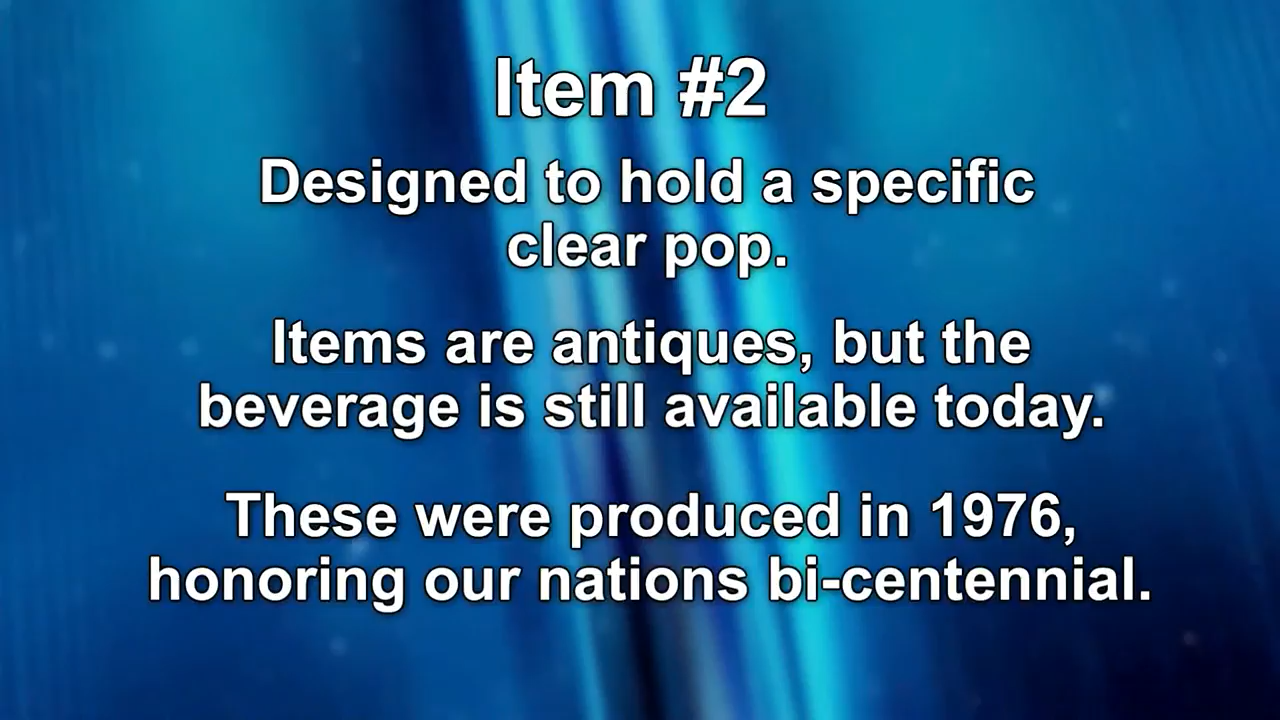 Item #2
Designed to hold a specific
clear pop.
Items are antiques, but the
beverage is still available today.
These were produced in 1976,
honoring our nations bi-centennial.